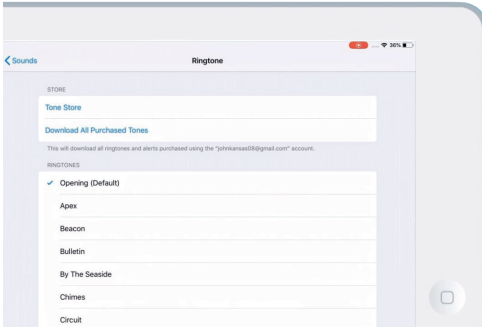 36%
Sounds
Ringtone
STORE
Tone Store
Download All Purchased Tones
This will download all ringtones and alerts purchased using the "johnkansas08@gmail.com" account.
RINGTONES
Opening (Default)
Apex
Beacon
Bulletin
By The Seaside
Chimes
Circuit